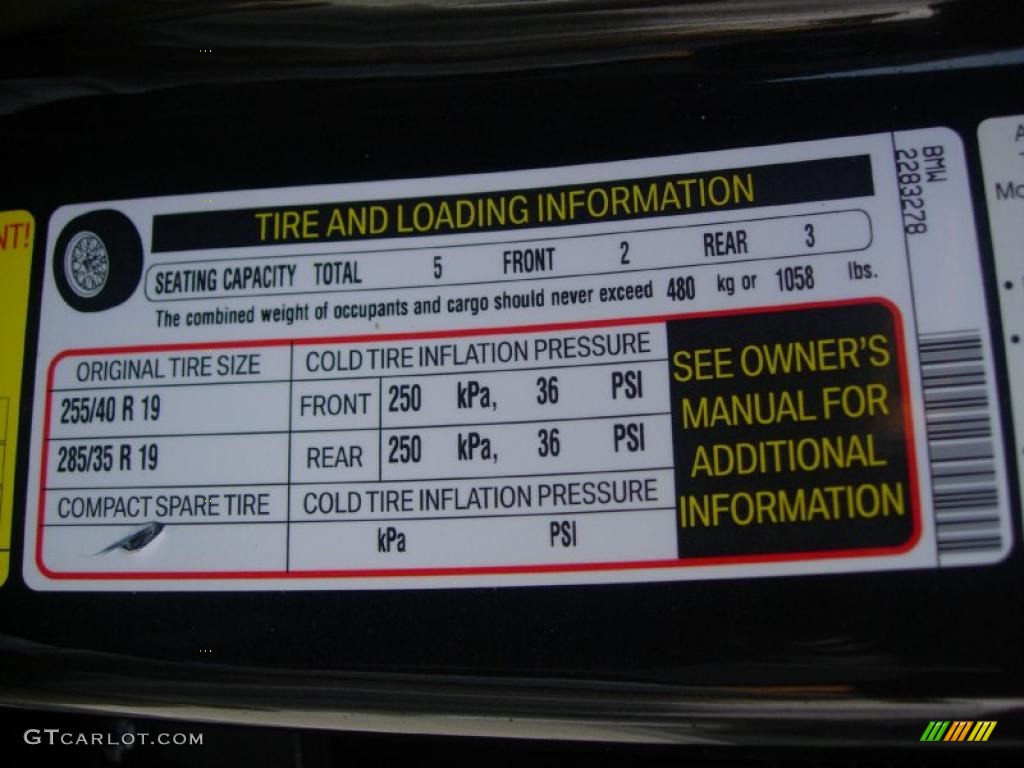 NT!
TIRE AND LOADING INFORMATION
SEATING CAPACITY TOTAL 5 FRONT 2 REAR 3
The combined weight of occupants and cargo should never exceed 480 kg or 1058 lbs.
ORIGINAL TIRE SIZE COLD TIRE INFLATION PRESSURE
255/40 R 19 FRONT 250 kPa, 36 PSI
285/35 R 19 REAR 250 kPa, 36 PSI
COMPACT SPARE TIRE COLD TIRE INFLATION PRESSURE
kPa PSI
SEE OWNER'S
MANUAL FOR
ADDITIONAL
INFORMATION
BMW
2283278
Mo
GTCARLOT.COM